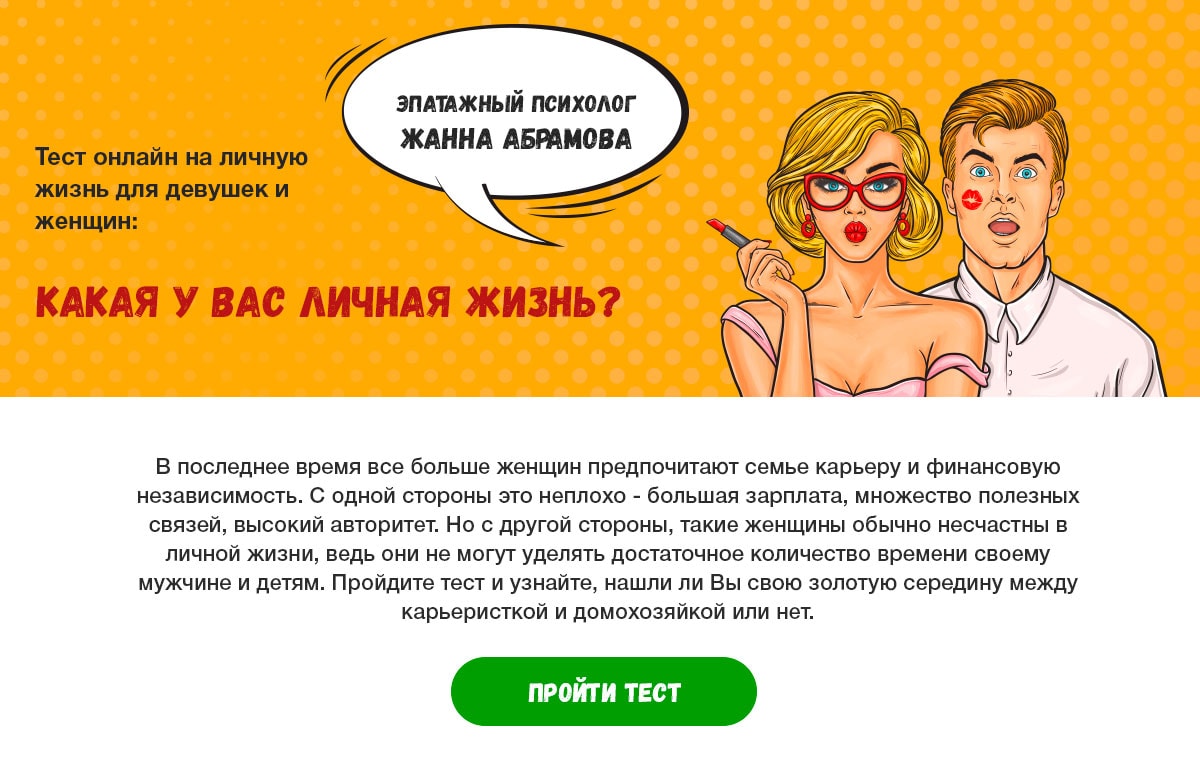 ЭПАТАЖНЫЙ ПСИХОЛОГ
ЖАННА АБРАМОВА
Тест онлайн на личную
жизнь для девушек и
женщин:
КАКАЯ У ВАС ЛИЧНАЯ ЖИЗНЬ?
В последнее время все больше женщин предпочитают семье карьеру и финансовую
независимость. С одной стороны это неплохо - большая зарплата, множество полезных
связей, высокий авторитет. Но с другой стороны, такие женщины обычно несчастны в
личной жизни, ведь они не могут уделять достаточное количество времени своему
мужчине и детям. Пройдите тест и узнайте, нашли ли Вы свою золотую середину между
карьеристкой и домохозяйкой или нет.
ПРОЙТИ ТЕСТ